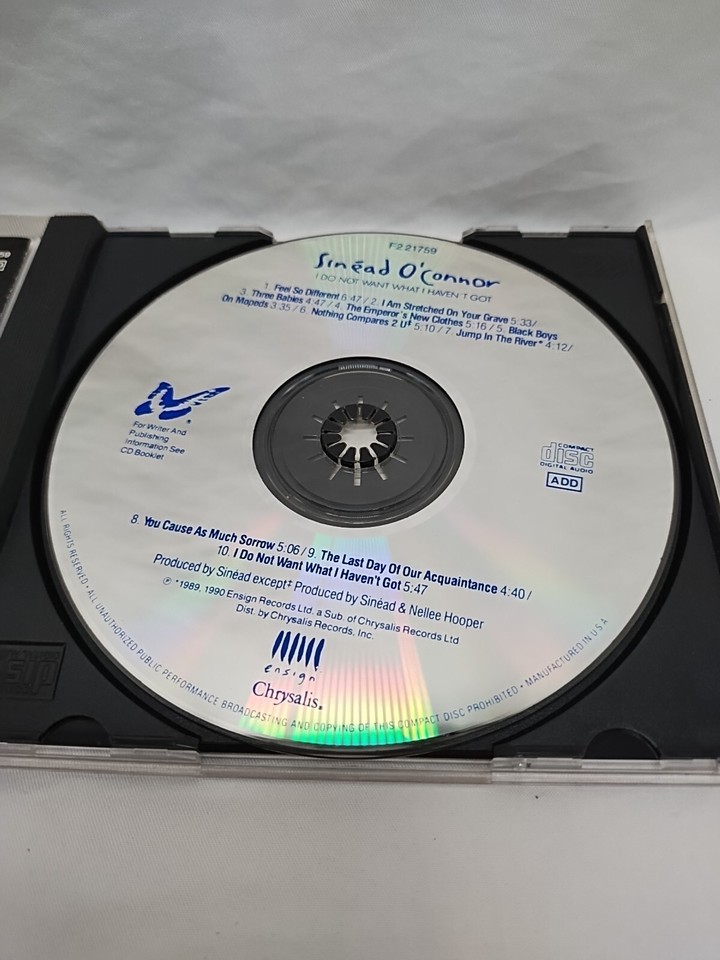 F2 21759
Sinéad O'Connor
I DO NOT WANT WHAT I HAVEN'T GOT
1. Feel So Different 6:47 / 2. I Am Stretched On Your Grave 5:33 /
3. Three Babies 4:47 / 4. The Emperor's New Clothes 5:16 / 5. Black Boys
On Mopeds 3:35 / 6. Nothing Compares 2 U‡ 5:10 / 7. Jump In The River* 4:12 /
For Writer And
Publishing
Information See
CD Booklet
COMPACT
disc
DIGITAL AUDIO
ADD
8. You Cause As Much Sorrow 5:06 / 9. The Last Day Of Our Acquaintance 4:40 /
10. I Do Not Want What I Haven't Got 5:47
Produced by Sinéad except‡ Produced by Sinéad & Nellee Hooper
℗ *1989, 1990 Ensign Records Ltd. a Sub. of Chrysalis Records Ltd
Dist. by Chrysalis Records, Inc.
ensign
Chrysalis®
ALL RIGHTS RESERVED • ALL UNAUTHORIZED PUBLIC PERFORMANCE BROADCASTING AND COPYING OF THIS COMPACT DISC PROHIBITED • MANUFACTURED IN U S A